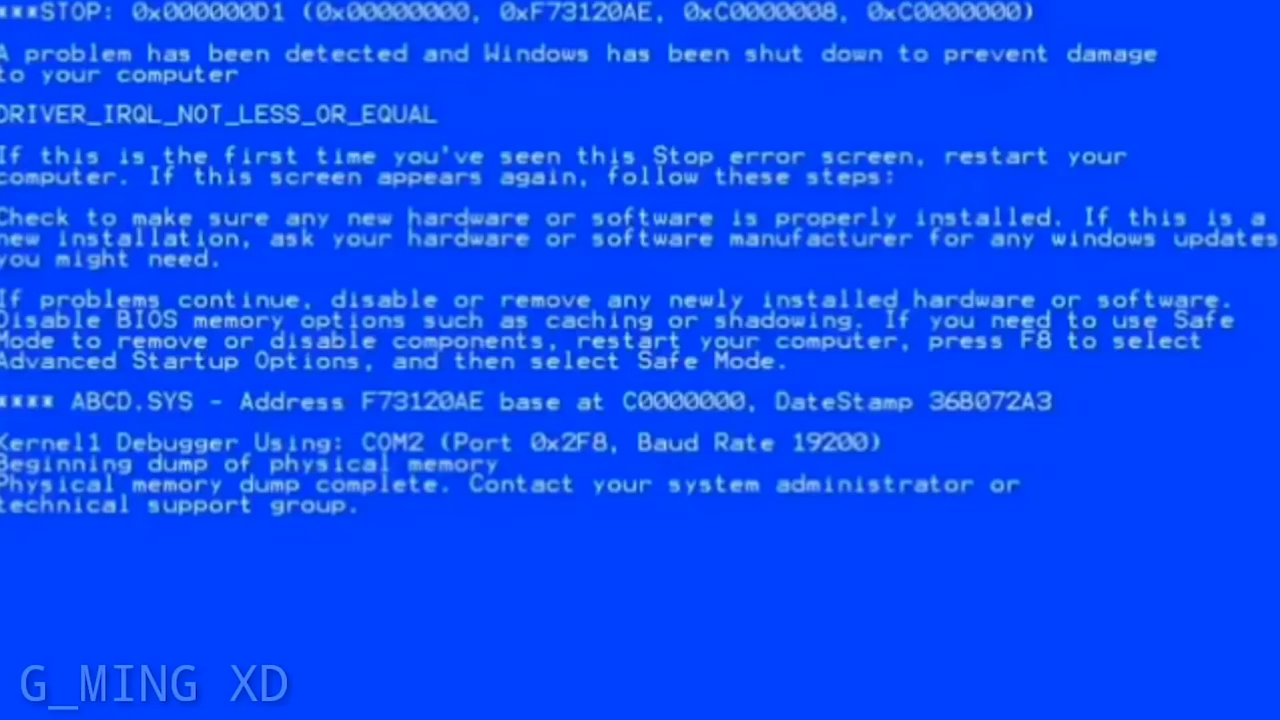 ***STOP: 0x000000D1 (0x00000000, 0xF73120AE, 0xC0000008, 0xC0000000)
A problem has been detected and Windows has been shut down to prevent damage
to your computer
DRIVER_IRQL_NOT_LESS_OR_EQUAL
If this is the first time you've seen this Stop error screen, restart your
computer. If this screen appears again, follow these steps:
Check to make sure any new hardware or software is properly installed. If this is a
new installation, ask your hardware or software manufacturer for any windows updates
you might need.
If problems continue, disable or remove any newly installed hardware or software.
Disable BIOS memory options such as caching or shadowing. If you need to use Safe
Mode to remove or disable components, restart your computer, press F8 to select
Advanced Startup Options, and then select Safe Mode.
**** ABCD.SYS - Address F73120AE base at C0000000, DateStamp 36B072A3
Kernel1 Debugger Using: COM2 (Port 0x2F8, Baud Rate 19200)
Beginning dump of physical memory
Physical memory dump complete. Contact your system administrator or
technical support group.
G_MING XD